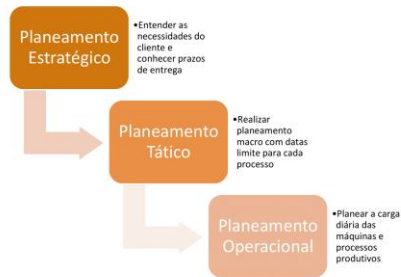 Planeamento
Estratégico
•Entender as
necessidades do
cliente e
conhecer prazos
de entrega
Planeamento
Tático
•Realizar
planeamento
macro com datas
limite para cada
processo
Planeamento
Operacional
•Planear a carga
diária das
máquinas e
processos
produtivos